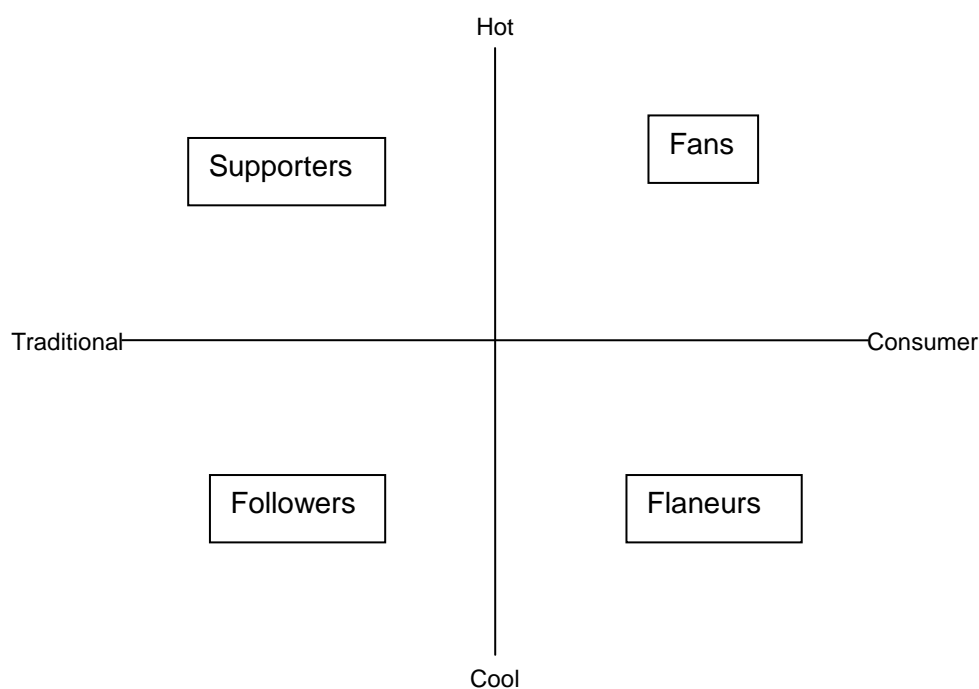 Hot
Supporters
Fans
Traditional
Consumer
Followers
Flaneurs
Cool